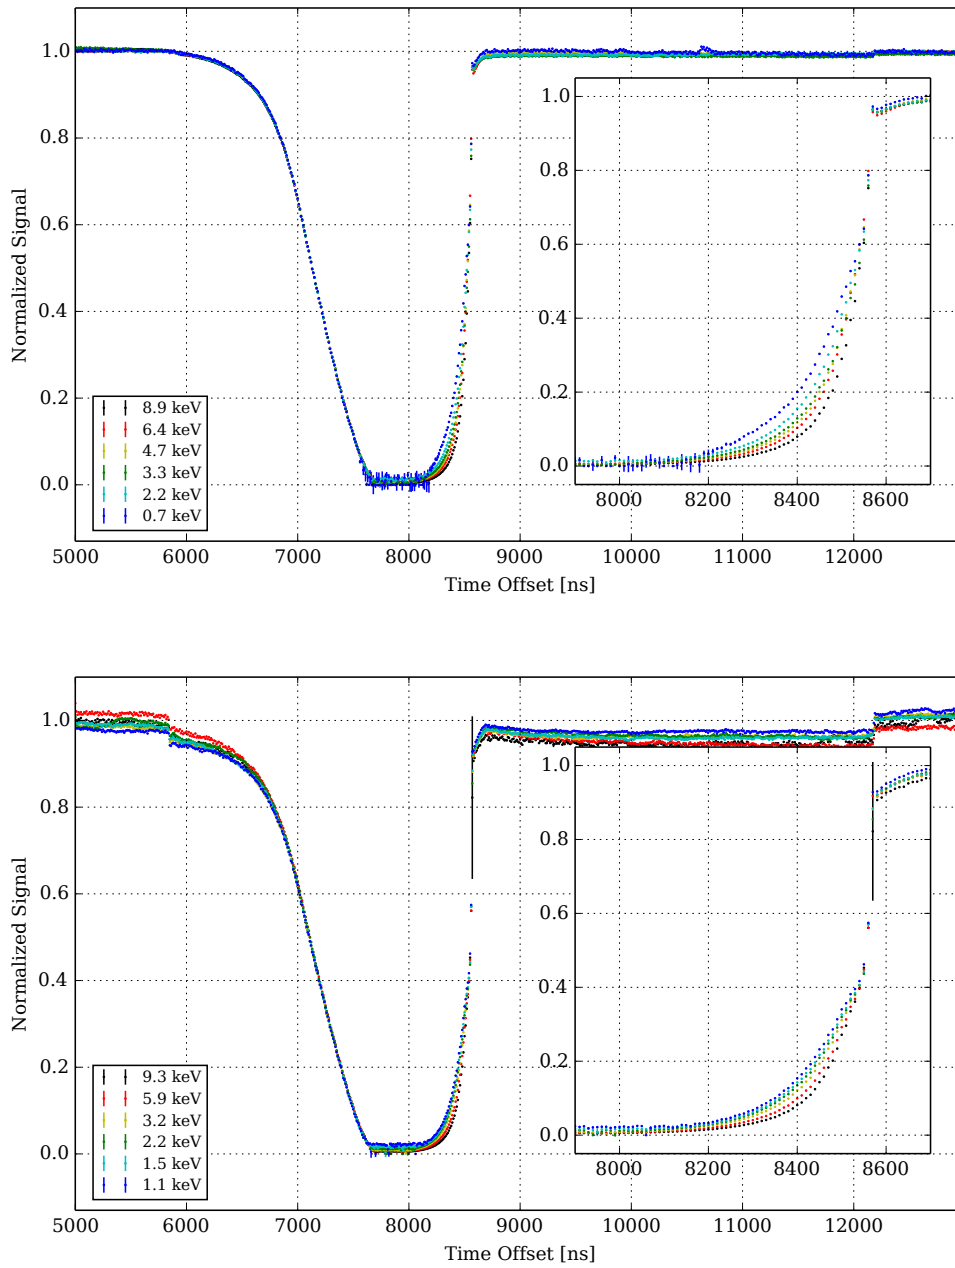 1.0
0.8
0.6
0.4
0.2
0.0
Normalized Signal
1.0
0.8
0.6
0.4
0.2
0.0
8000 8200 8400 8600
8.9 keV
6.4 keV
4.7 keV
3.3 keV
2.2 keV
0.7 keV
5000 6000 7000 8000 9000 10000 11000 12000
Time Offset [ns]
1.0
0.8
0.6
0.4
0.2
0.0
Normalized Signal
1.0
0.8
0.6
0.4
0.2
0.0
8000 8200 8400 8600
9.3 keV
5.9 keV
3.2 keV
2.2 keV
1.5 keV
1.1 keV
5000 6000 7000 8000 9000 10000 11000 12000
Time Offset [ns]